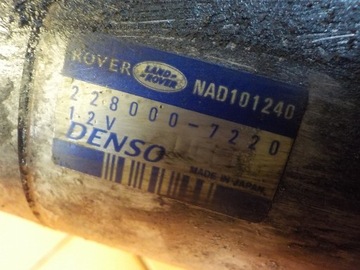 ROVER LAND-ROVER NAD101240
228000-7220
12V
DENSO
MADE IN JAPAN